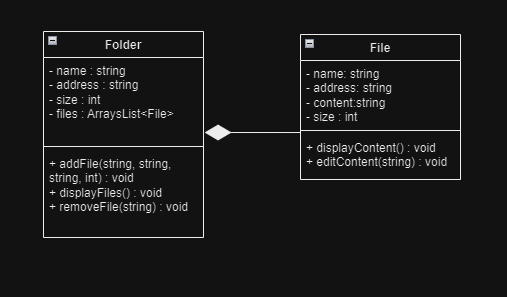 Folder
- name : string
- address : string
- size : int
- files : ArraysList<File>
+ addFile(string, string,
string, int) : void
+ displayFiles() : void
+ removeFile(string) : void
File
- name: string
- address: string
- content:string
- size : int
+ displayContent() : void
+ editContent(string) : void